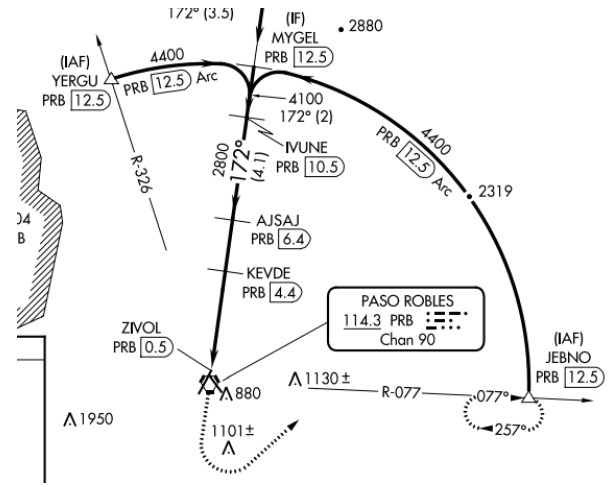 172° (3.5)
(IF)
MYGEL
PRB 12.5
2880
(IAF)
YERGU
PRB 12.5
4400
PRB 12.5 Arc
4100
172° (2)
IVUNE
PRB 10.5
4400
PRB 12.5 Arc
2319
R-326
2800
172°
(4.1)
04
B
AJSAJ
PRB 6.4
KEVDE
PRB 4.4
PASO ROBLES
114.3 PRB
Chan 90
ZIVOL
PRB 0.5
(IAF)
JEBNO
PRB 12.5
880
1130 ±
R-077
077°
257°
1950
1101±